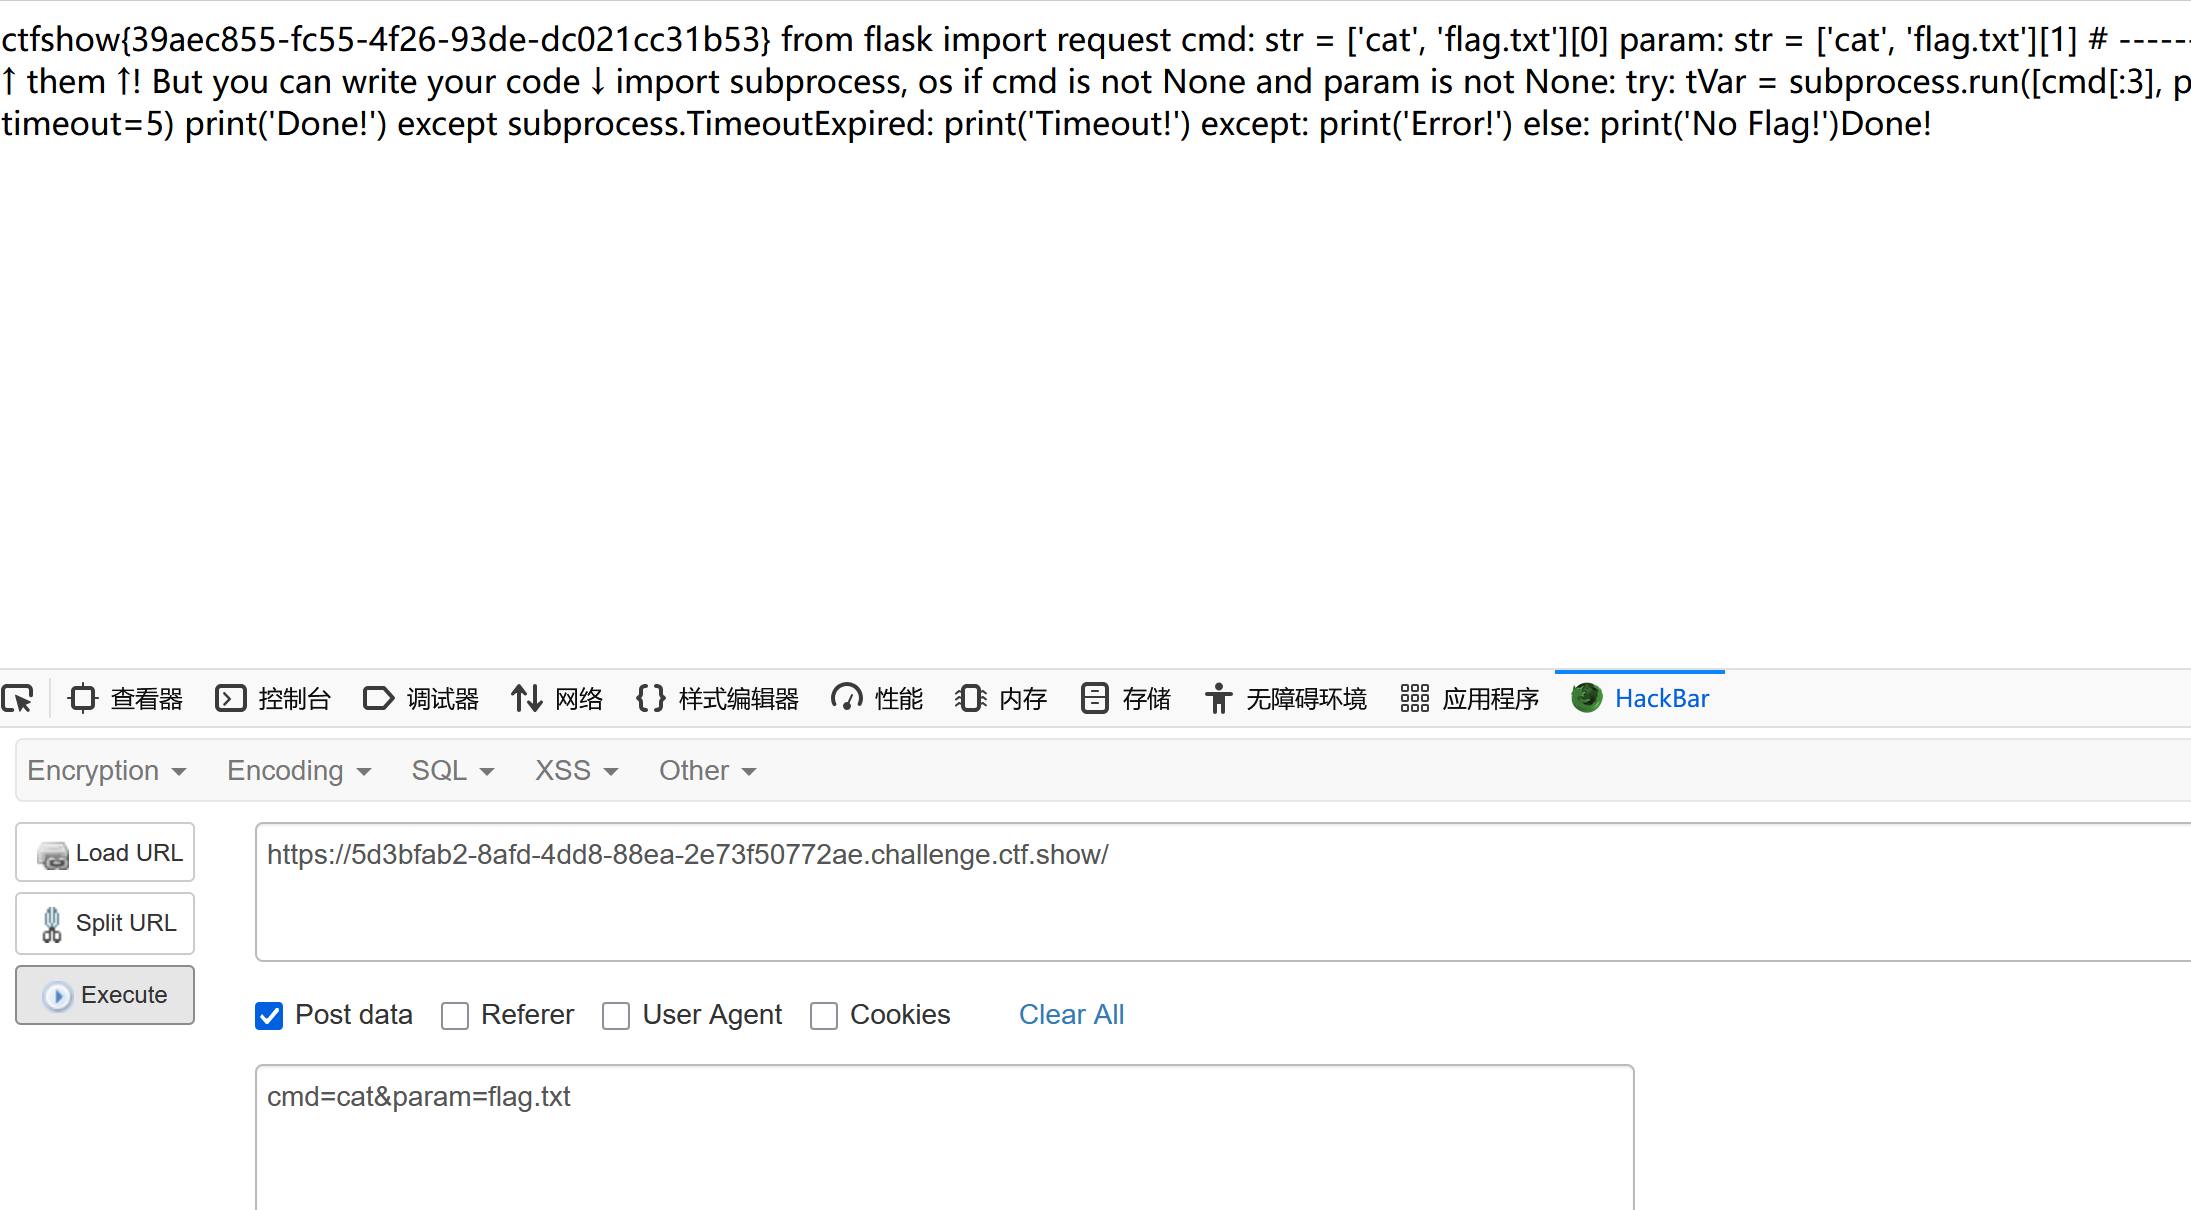 ctfshow{39aec855-fc55-4f26-93de-dc021cc31b53} from flask import request cmd: str = ['cat', 'flag.txt'][0] param: str = ['cat', 'flag.txt'][1] # ------
↑ them ↑! But you can write your code ↓ import subprocess, os if cmd is not None and param is not None: try: tVar = subprocess.run([cmd[:3], p
timeout=5) print('Done!') except subprocess.TimeoutExpired: print('Timeout!') except: print('Error!') else: print('No Flag!')Done!
查看器 控制台 调试器 网络 样式编辑器 性能 内存 存储 无障碍环境 应用程序 HackBar
Encryption Encoding SQL XSS Other
Load URL
https://5d3bfab2-8afd-4dd8-88ea-2e73f50772ae.challenge.ctf.show/
Split URL
Execute
Post data Referer User Agent Cookies Clear All
cmd=cat&param=flag.txt